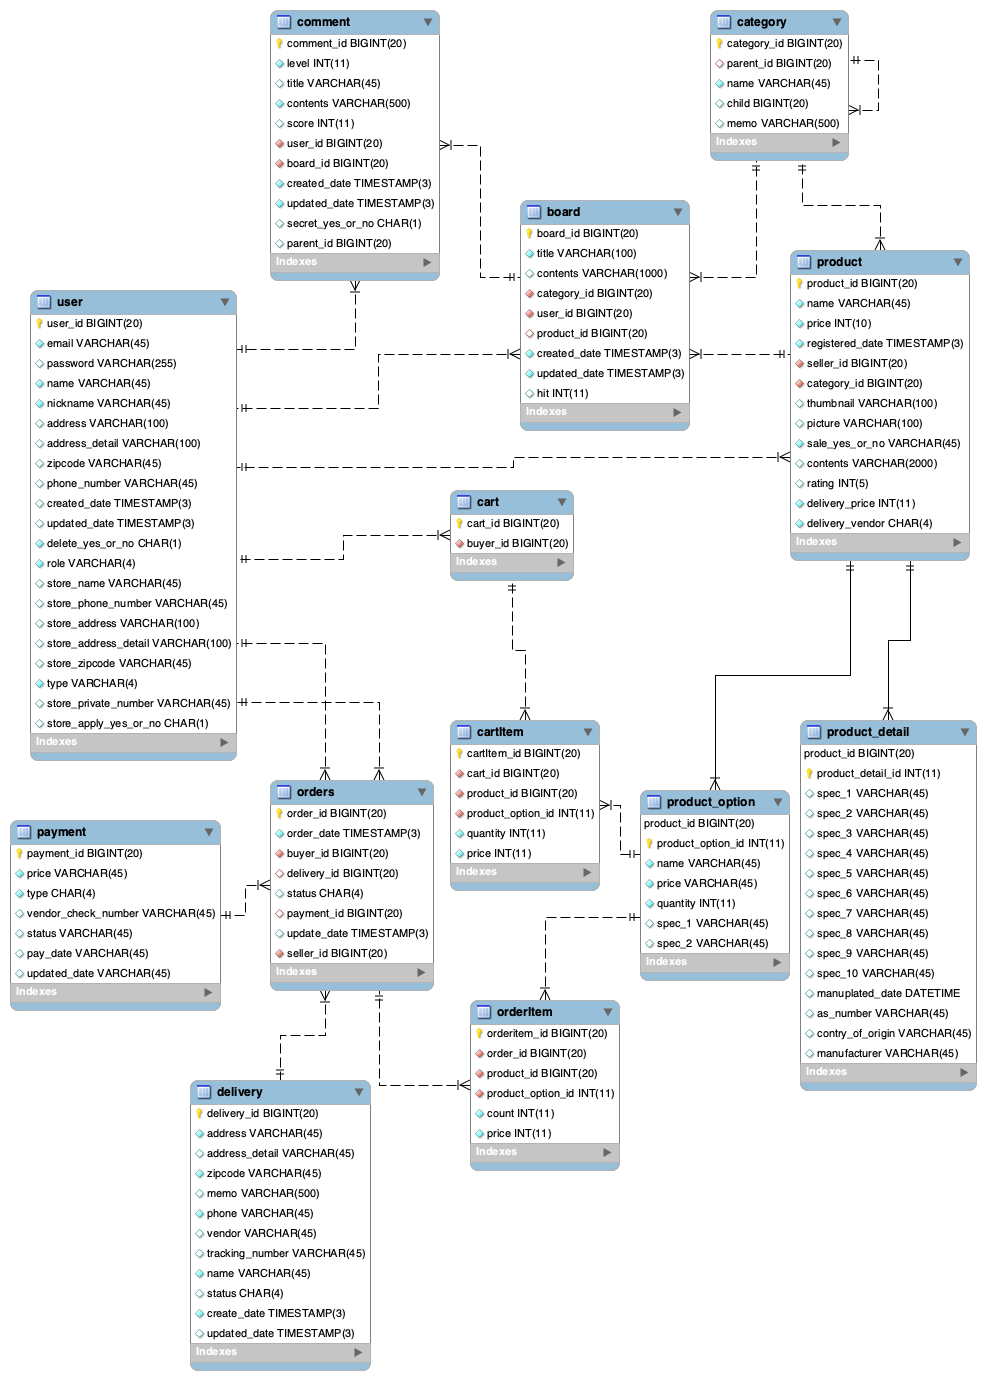 comment
comment_id BIGINT(20)
level INT(11)
title VARCHAR(45)
contents VARCHAR(500)
score INT(11)
user_id BIGINT(20)
board_id BIGINT(20)
created_date TIMESTAMP(3)
updated_date TIMESTAMP(3)
secret_yes_or_no CHAR(1)
parent_id BIGINT(20)
Indexes
category
category_id BIGINT(20)
parent_id BIGINT(20)
name VARCHAR(45)
child BIGINT(20)
memo VARCHAR(500)
Indexes
board
board_id BIGINT(20)
title VARCHAR(100)
contents VARCHAR(1000)
category_id BIGINT(20)
user_id BIGINT(20)
product_id BIGINT(20)
created_date TIMESTAMP(3)
updated_date TIMESTAMP(3)
hit INT(11)
Indexes
product
product_id BIGINT(20)
name VARCHAR(45)
price INT(10)
registered_date TIMESTAMP(3)
seller_id BIGINT(20)
category_id BIGINT(20)
thumbnail VARCHAR(100)
picture VARCHAR(100)
sale_yes_or_no VARCHAR(45)
contents VARCHAR(2000)
rating INT(5)
delivery_price INT(11)
delivery_vendor CHAR(4)
Indexes
user
user_id BIGINT(20)
email VARCHAR(45)
password VARCHAR(255)
name VARCHAR(45)
nickname VARCHAR(45)
address VARCHAR(100)
address_detail VARCHAR(100)
zipcode VARCHAR(45)
phone_number VARCHAR(45)
created_date TIMESTAMP(3)
updated_date TIMESTAMP(3)
delete_yes_or_no CHAR(1)
role VARCHAR(4)
store_name VARCHAR(45)
store_phone_number VARCHAR(45)
store_address VARCHAR(100)
store_address_detail VARCHAR(100)
store_zipcode VARCHAR(45)
type VARCHAR(4)
store_private_number VARCHAR(45)
store_apply_yes_or_no CHAR(1)
Indexes
cart
cart_id BIGINT(20)
buyer_id BIGINT(20)
Indexes
cartItem
cartItem_id BIGINT(20)
cart_id BIGINT(20)
product_id BIGINT(20)
product_option_id INT(11)
quantity INT(11)
price INT(11)
Indexes
product_option
product_id BIGINT(20)
product_option_id INT(11)
name VARCHAR(45)
price VARCHAR(45)
quantity INT(11)
spec_1 VARCHAR(45)
spec_2 VARCHAR(45)
Indexes
product_detail
product_id BIGINT(20)
product_detail_id INT(11)
spec_1 VARCHAR(45)
spec_2 VARCHAR(45)
spec_3 VARCHAR(45)
spec_4 VARCHAR(45)
spec_5 VARCHAR(45)
spec_6 VARCHAR(45)
spec_7 VARCHAR(45)
spec_8 VARCHAR(45)
spec_9 VARCHAR(45)
spec_10 VARCHAR(45)
manuplated_date DATETIME
as_number VARCHAR(45)
contry_of_origin VARCHAR(45)
manufacturer VARCHAR(45)
Indexes
orders
order_id BIGINT(20)
order_date TIMESTAMP(3)
buyer_id BIGINT(20)
delivery_id BIGINT(20)
status CHAR(4)
payment_id BIGINT(20)
update_date TIMESTAMP(3)
seller_id BIGINT(20)
Indexes
payment
payment_id BIGINT(20)
price VARCHAR(45)
type CHAR(4)
vendor_check_number VARCHAR(45)
status VARCHAR(45)
pay_date VARCHAR(45)
updated_date VARCHAR(45)
Indexes
orderItem
orderitem_id BIGINT(20)
order_id BIGINT(20)
product_id BIGINT(20)
product_option_id INT(11)
count INT(11)
price INT(11)
Indexes
delivery
delivery_id BIGINT(20)
address VARCHAR(45)
address_detail VARCHAR(45)
zipcode VARCHAR(45)
memo VARCHAR(500)
phone VARCHAR(45)
vendor VARCHAR(45)
tracking_number VARCHAR(45)
name VARCHAR(45)
status CHAR(4)
create_date TIMESTAMP(3)
updated_date TIMESTAMP(3)
Indexes